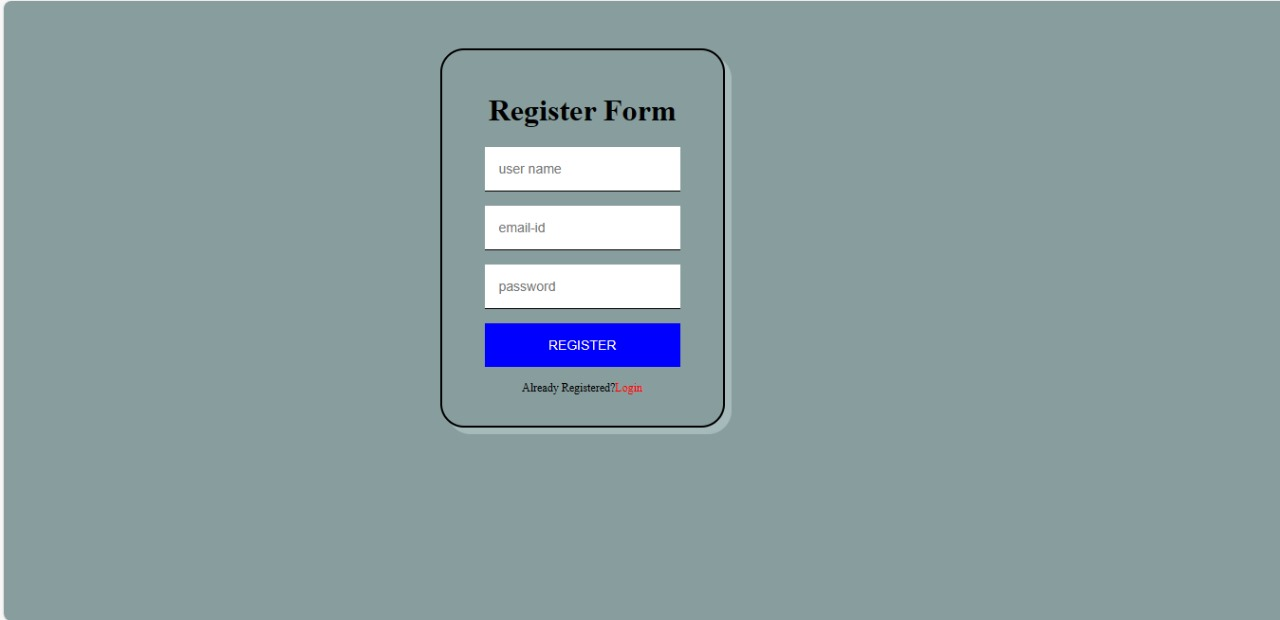 Register Form
user name
email-id
password
REGISTER
Already Registered?Login